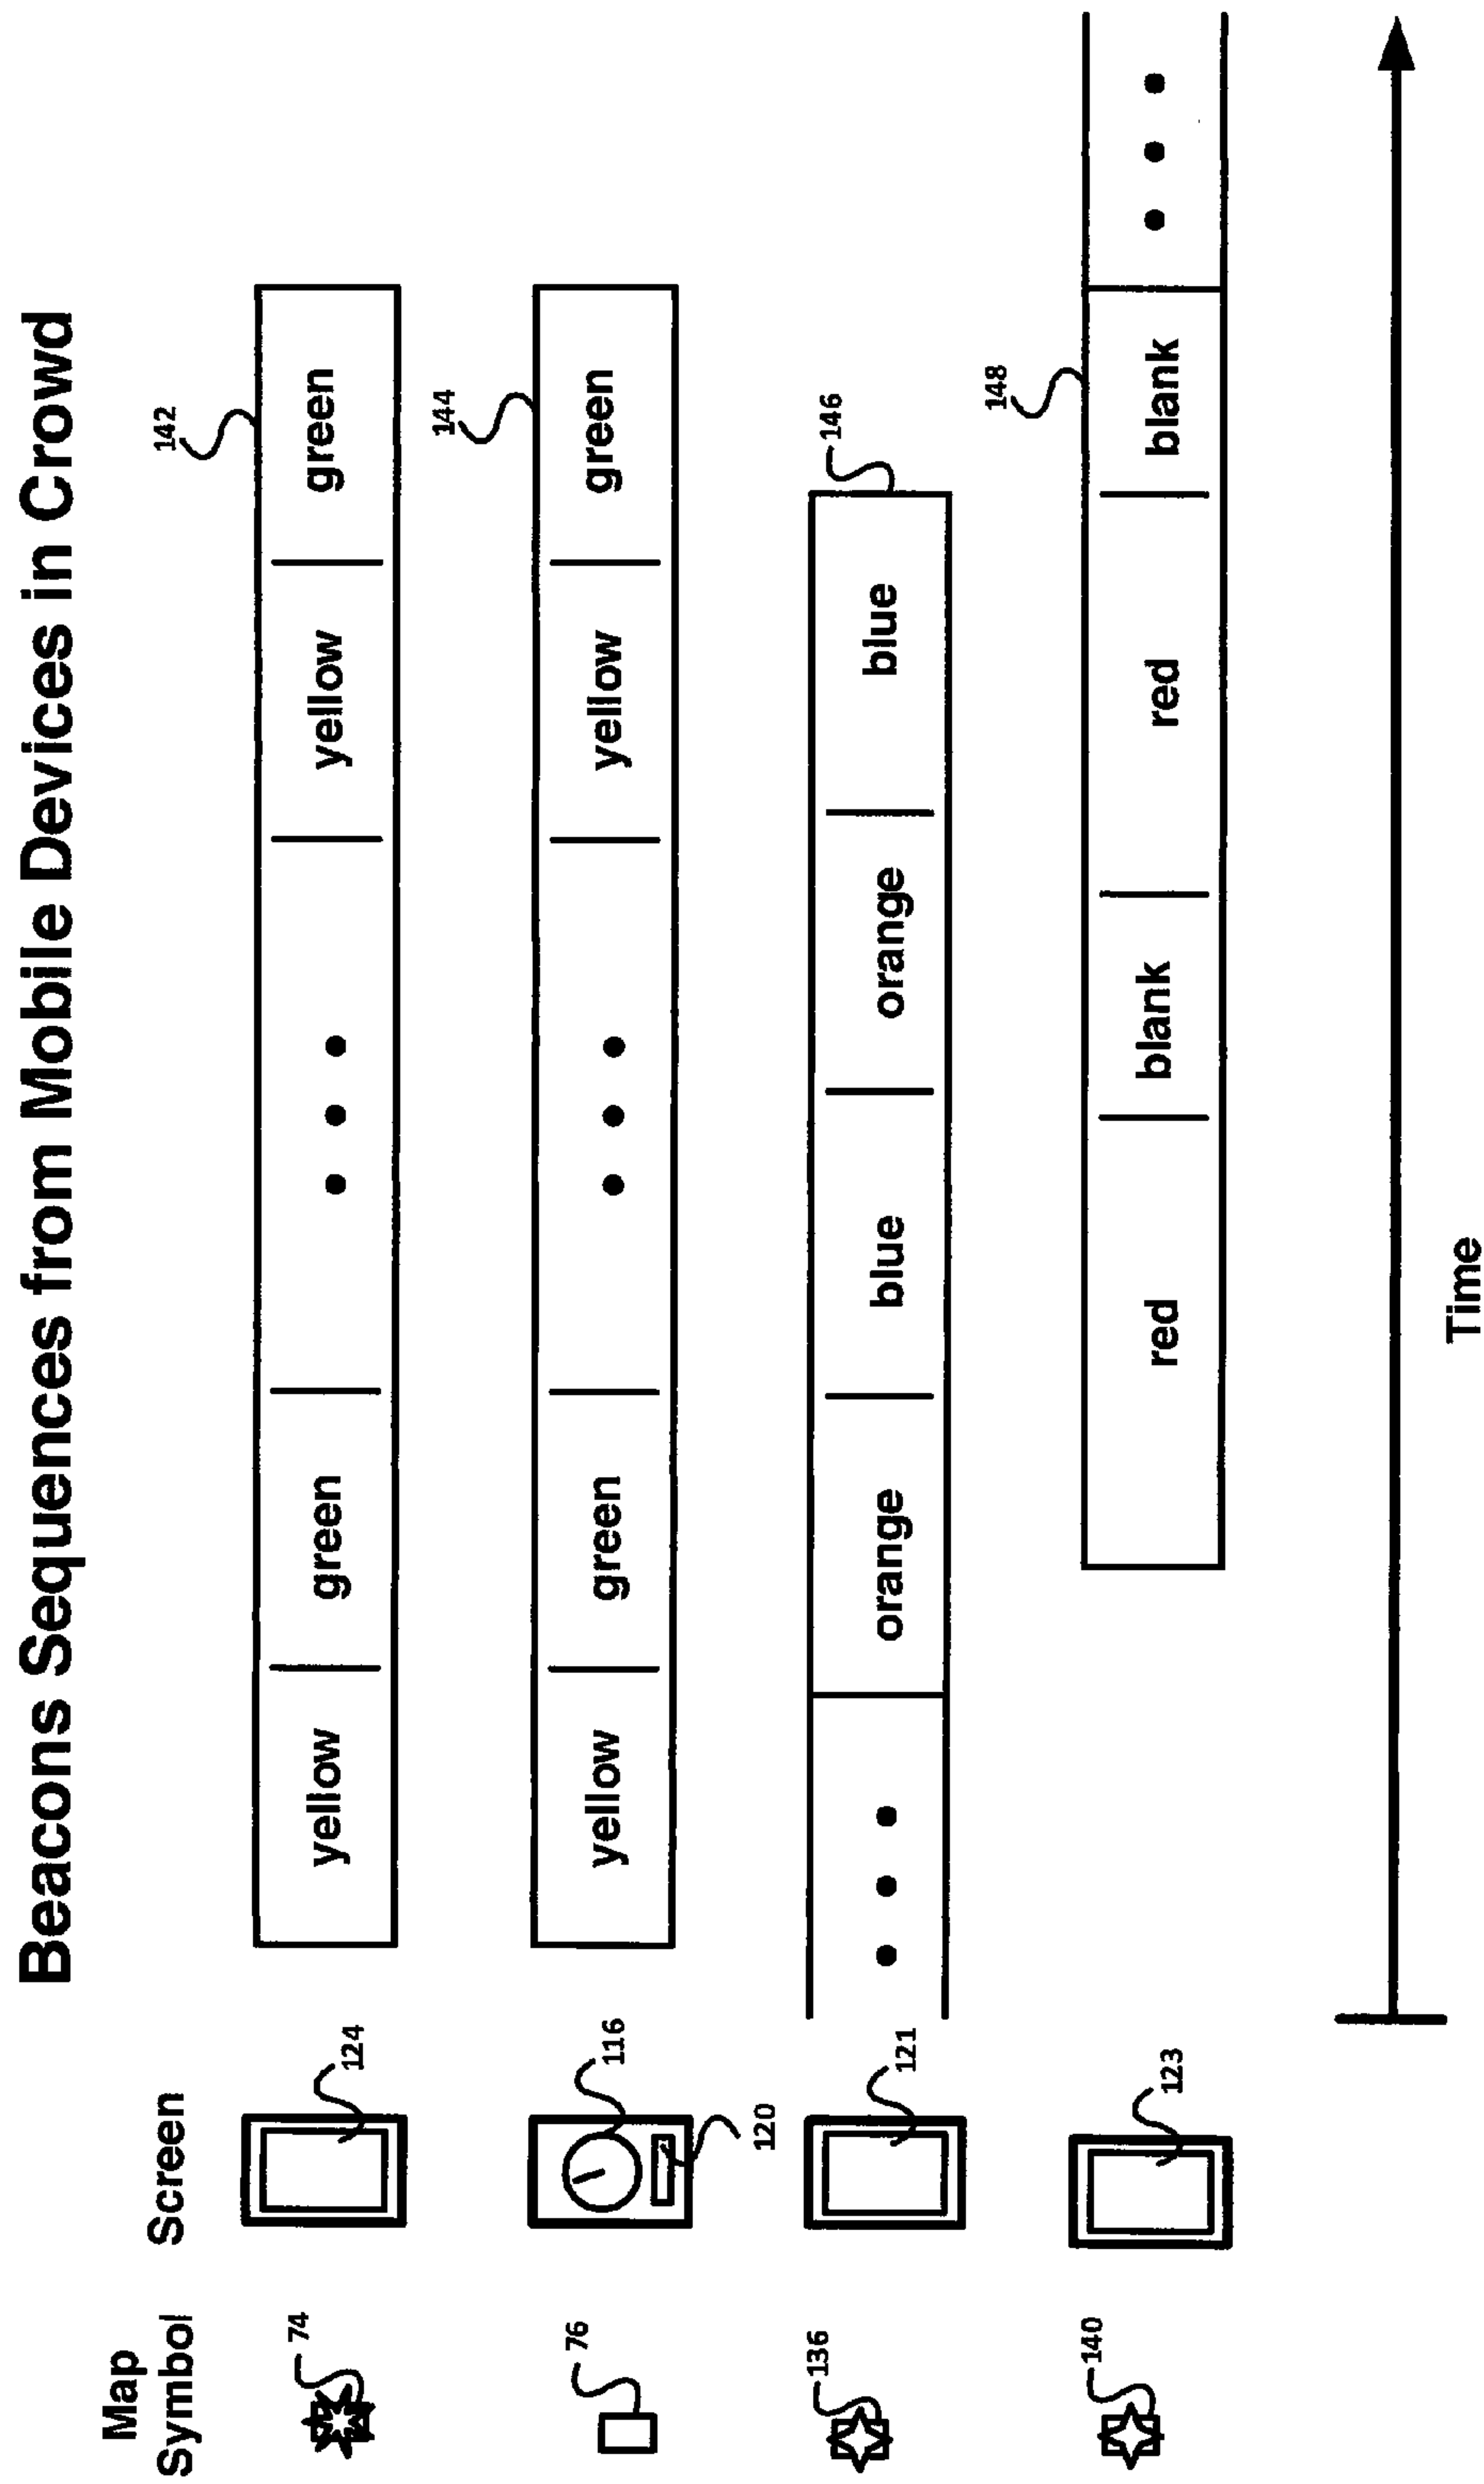 Beacons Sequences from Mobile Devices in Crowd
Map
Symbol
Screen
74
124
yellow
green
yellow
green
142
76
116
120
yellow
green
yellow
green
144
136
121
orange
blue
orange
blue
146
140
123
red
blank
red
blank
148
Time